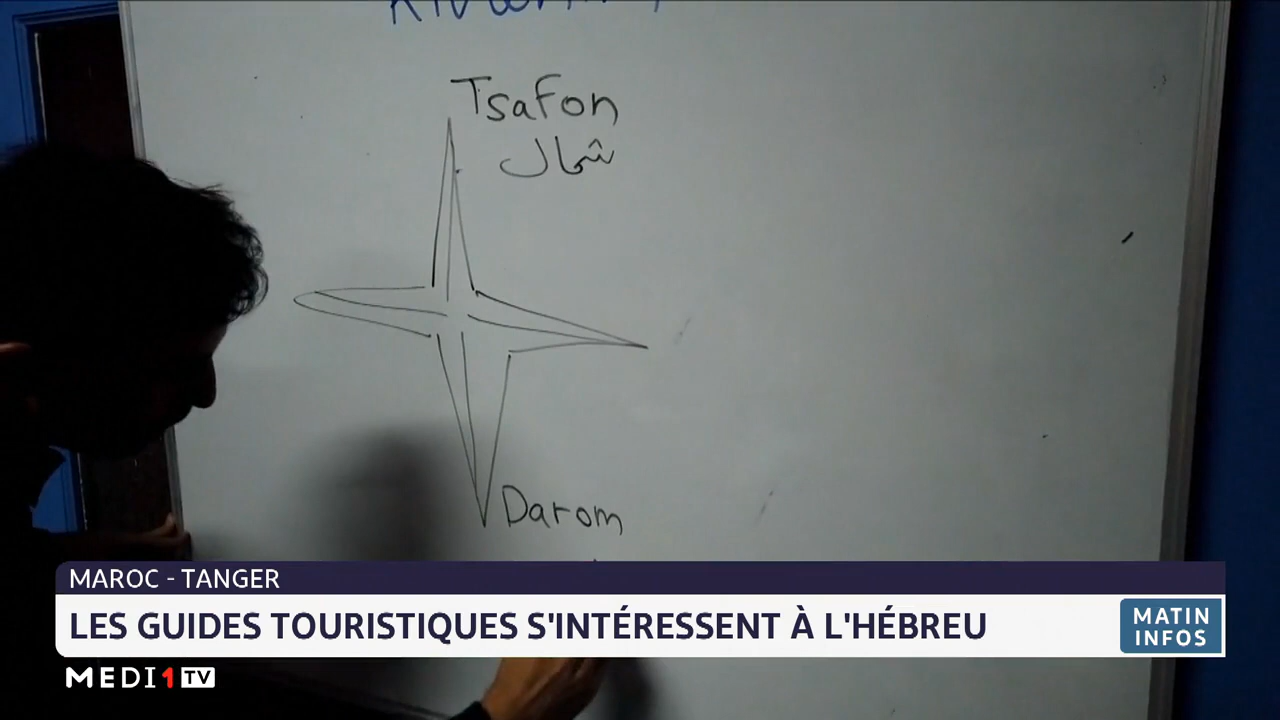 Tsafon
شمال
Darom
MAROC - TANGER
LES GUIDES TOURISTIQUES S'INTÉRESSENT À L'HÉBREU
MATIN
INFOS
MEDI1TV